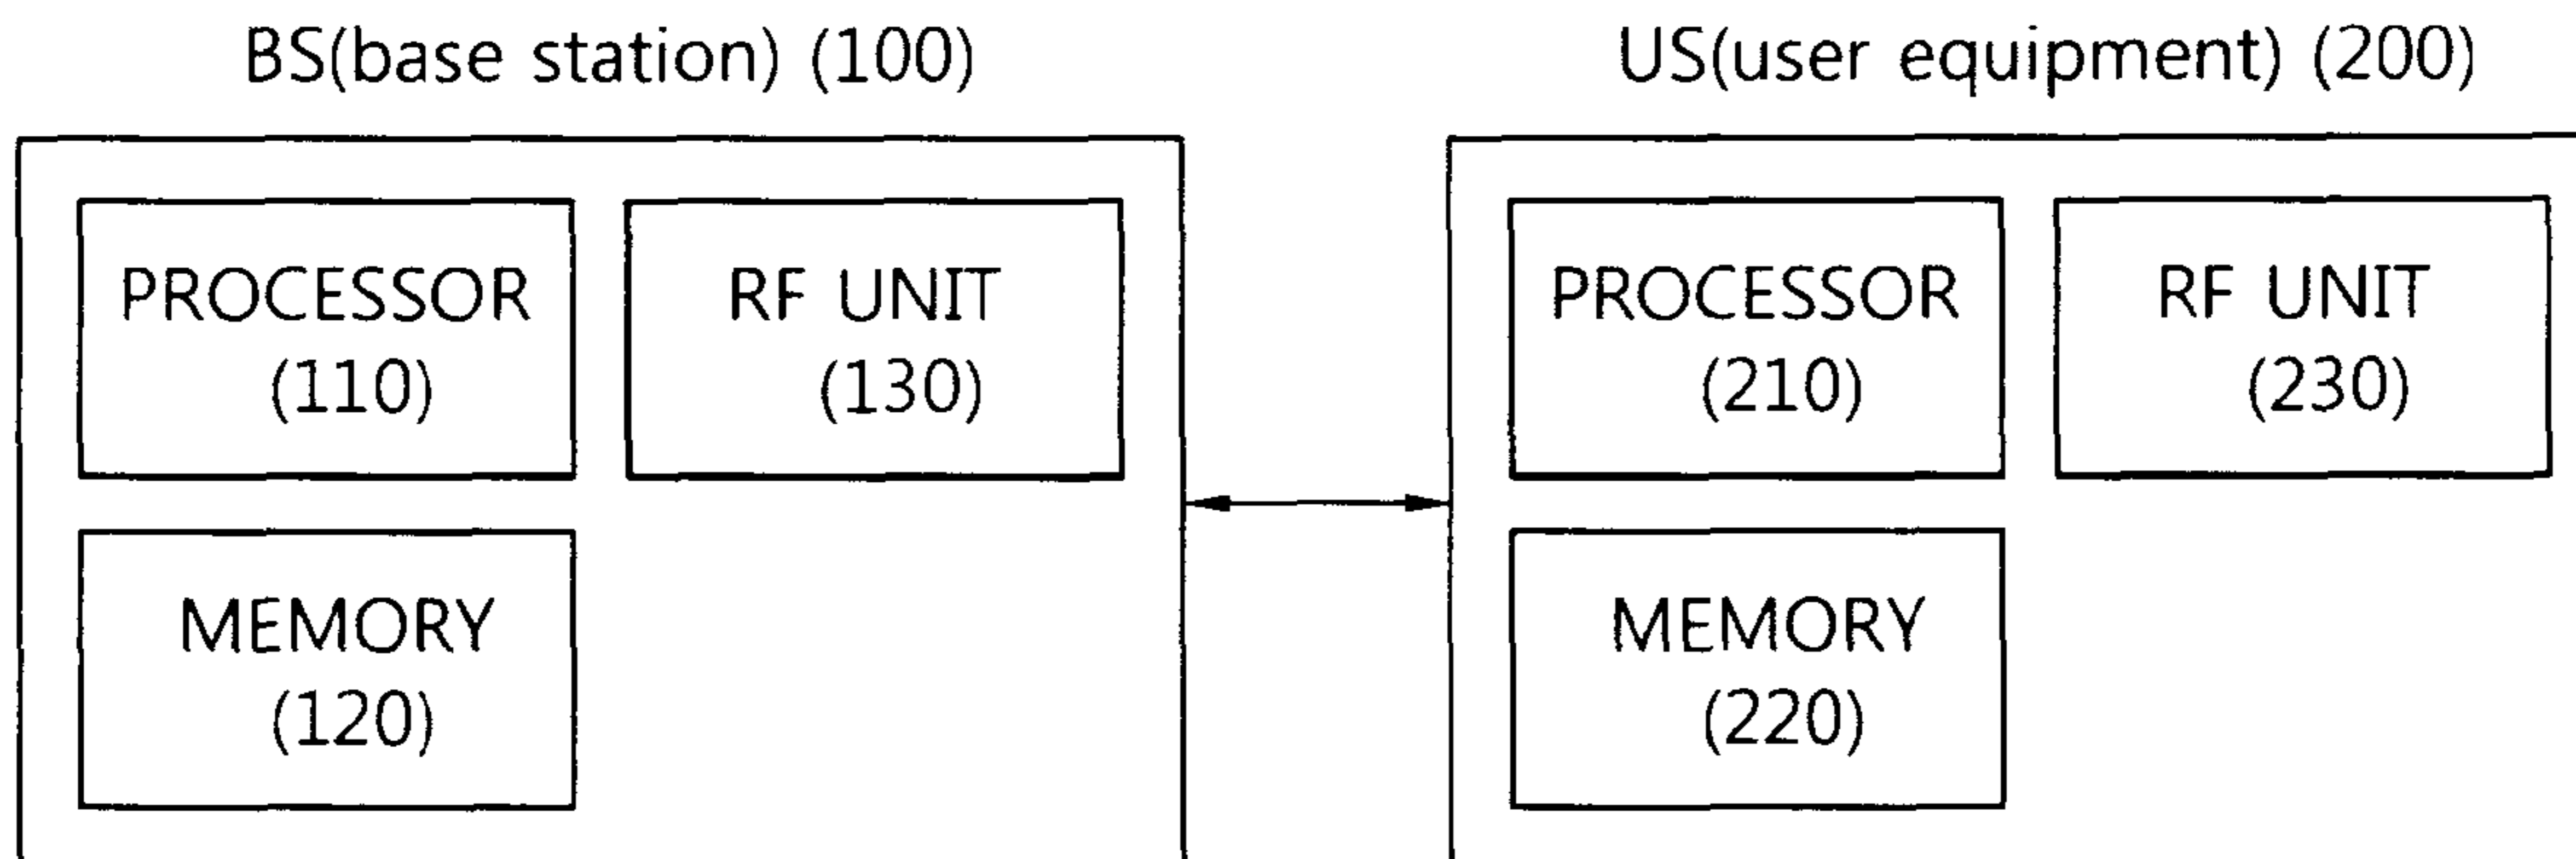 BS(base station) (100)
US(user equipment) (200)
PROCESSOR
(110)
RF UNIT
(130)
MEMORY
(120)
PROCESSOR
(210)
RF UNIT
(230)
MEMORY
(220)